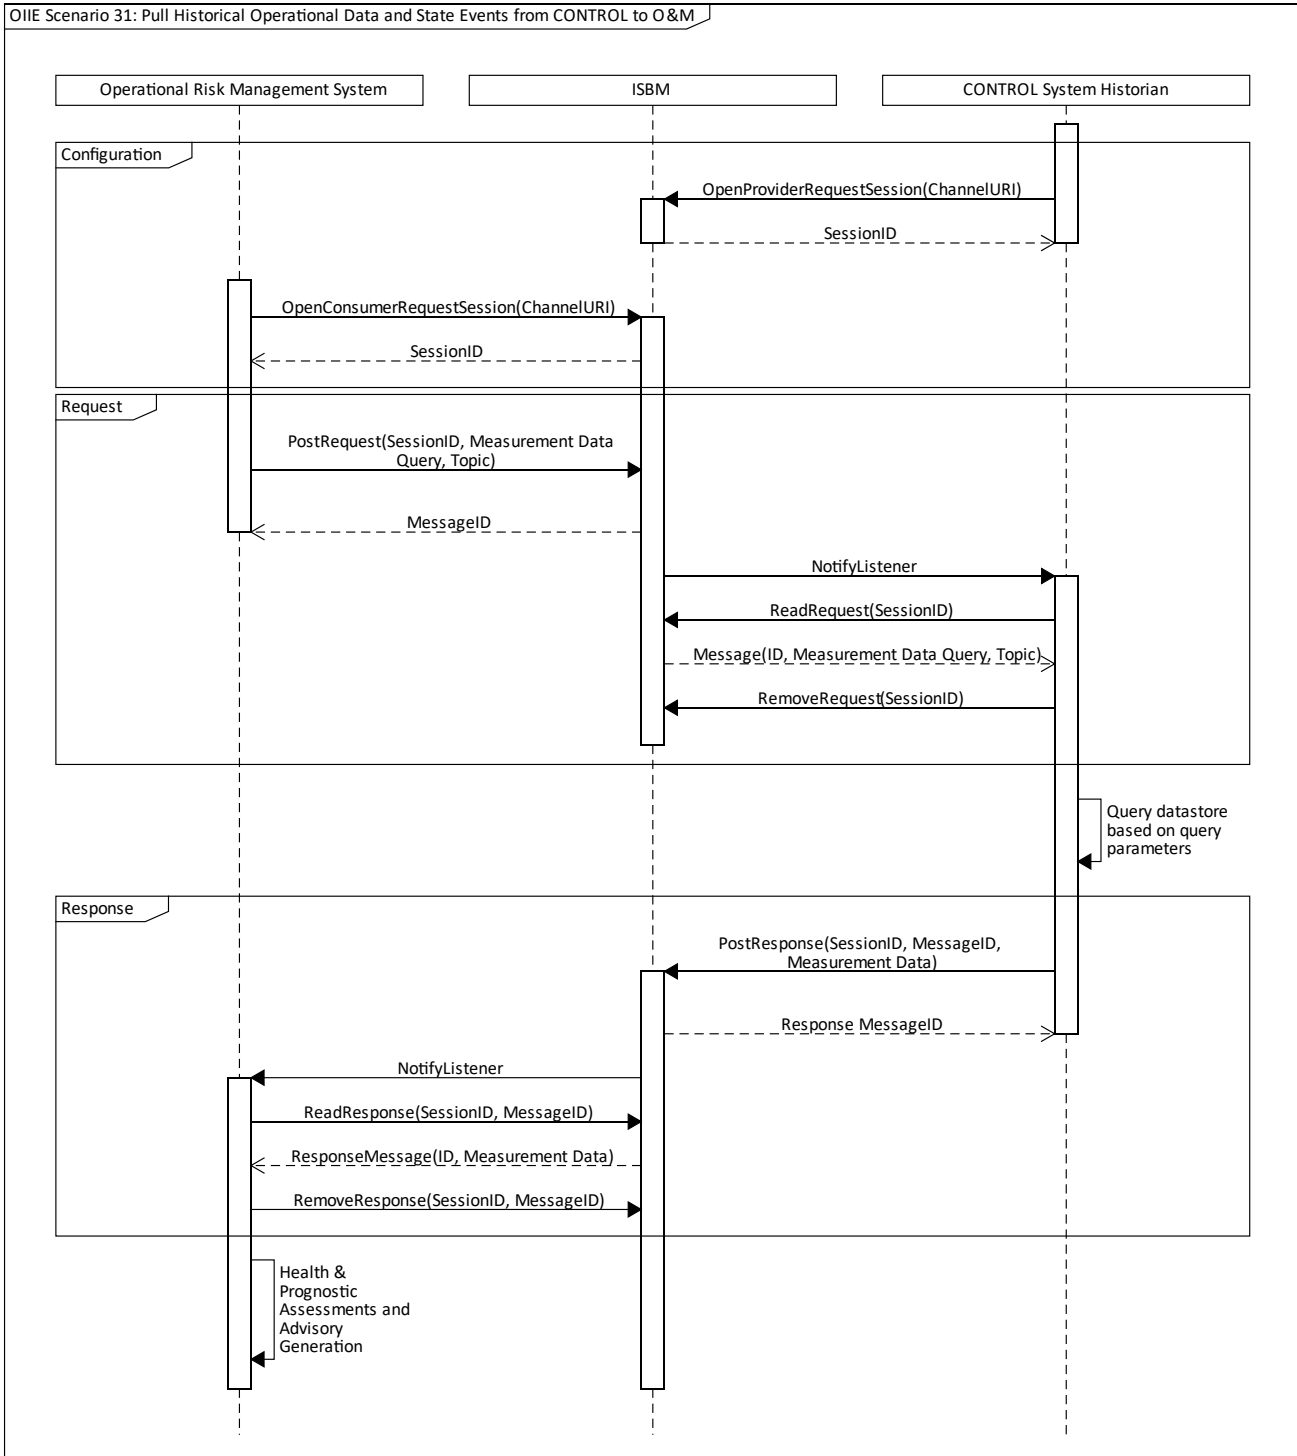 OIIE Scenario 31: Pull Historical Operational Data and State Events from CONTROL to O&M
Operational Risk Management System
ISBM
CONTROL System Historian
Configuration
OpenProviderRequestSession(ChannelURI)
SessionID
OpenConsumerRequestSession(ChannelURI)
SessionID
Request
PostRequest(SessionID, Measurement Data
Query, Topic)
MessageID
NotifyListener
ReadRequest(SessionID)
Message(ID, Measurement Data Query, Topic)
RemoveRequest(SessionID)
Query datastore
based on query
parameters
Response
PostResponse(SessionID, MessageID,
Measurement Data)
Response MessageID
NotifyListener
ReadResponse(SessionID, MessageID)
ResponseMessage(ID, Measurement Data)
RemoveResponse(SessionID, MessageID)
Health &
Prognostic
Assessments and
Advisory
Generation